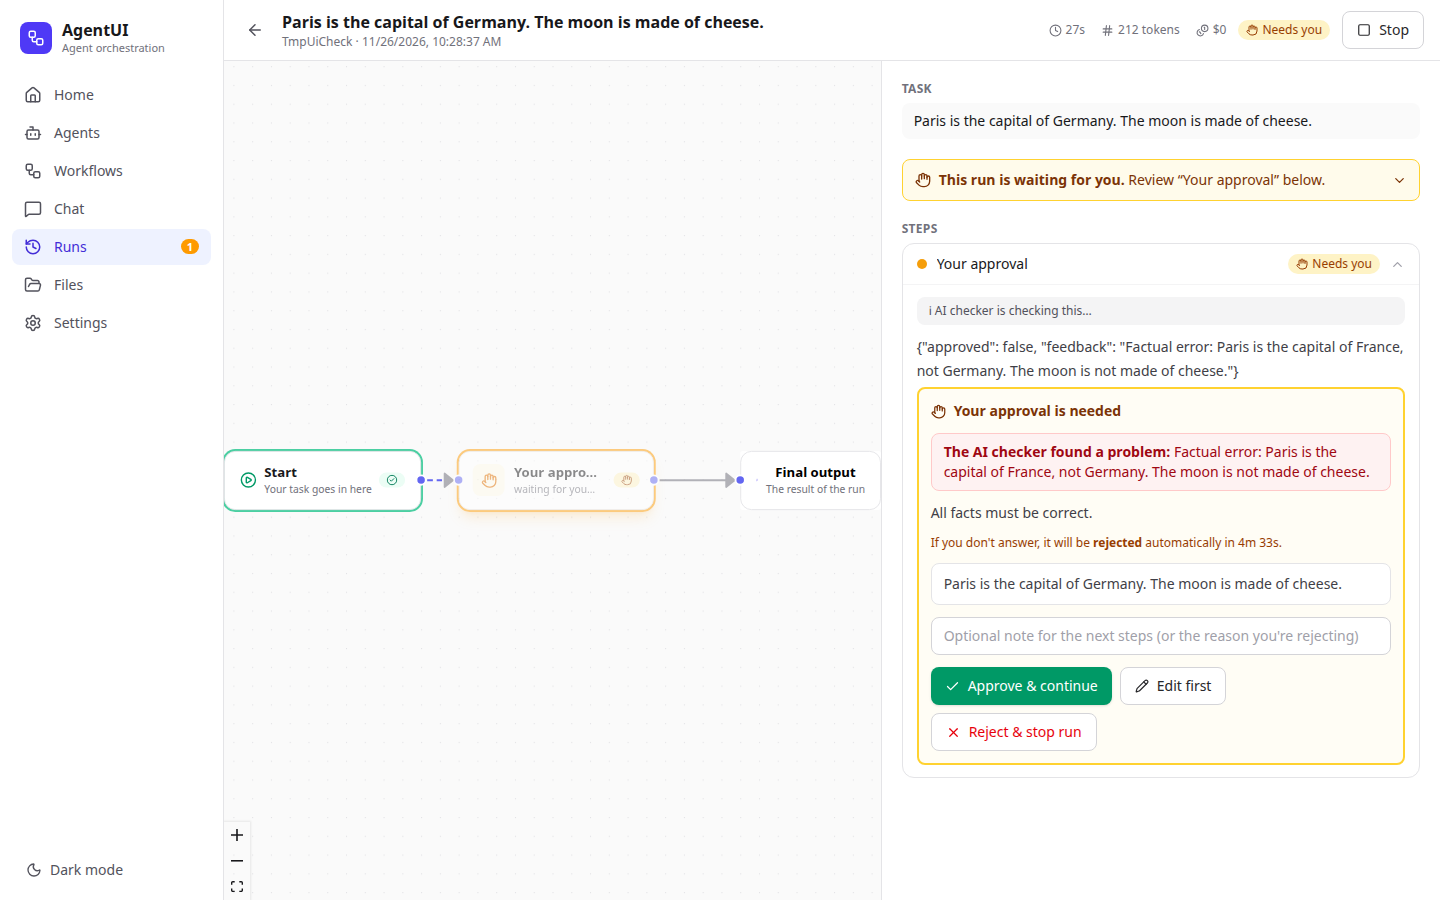 AgentUI
Agent orchestration
Home
Agents
Workflows
Chat
Runs
1
Files
Settings
Dark mode
Paris is the capital of Germany. The moon is made of cheese.
TmpUiCheck · 11/26/2026, 10:28:37 AM
27s
212 tokens
$0
Needs you
Stop
Start
Your task goes in here
Your appro...
waiting for you...
Final output
The result of the run
TASK
Paris is the capital of Germany. The moon is made of cheese.
This run is waiting for you. Review “Your approval” below.
STEPS
Your approval
Needs you
i AI checker is checking this...
{"approved": false, "feedback": "Factual error: Paris is the capital of France,
not Germany. The moon is not made of cheese."}
Your approval is needed
The AI checker found a problem: Factual error: Paris is the
capital of France, not Germany. The moon is not made of cheese.
All facts must be correct.
If you don't answer, it will be rejected automatically in 4m 33s.
Paris is the capital of Germany. The moon is made of cheese.
Optional note for the next steps (or the reason you're rejecting)
Approve & continue
Edit first
Reject & stop run